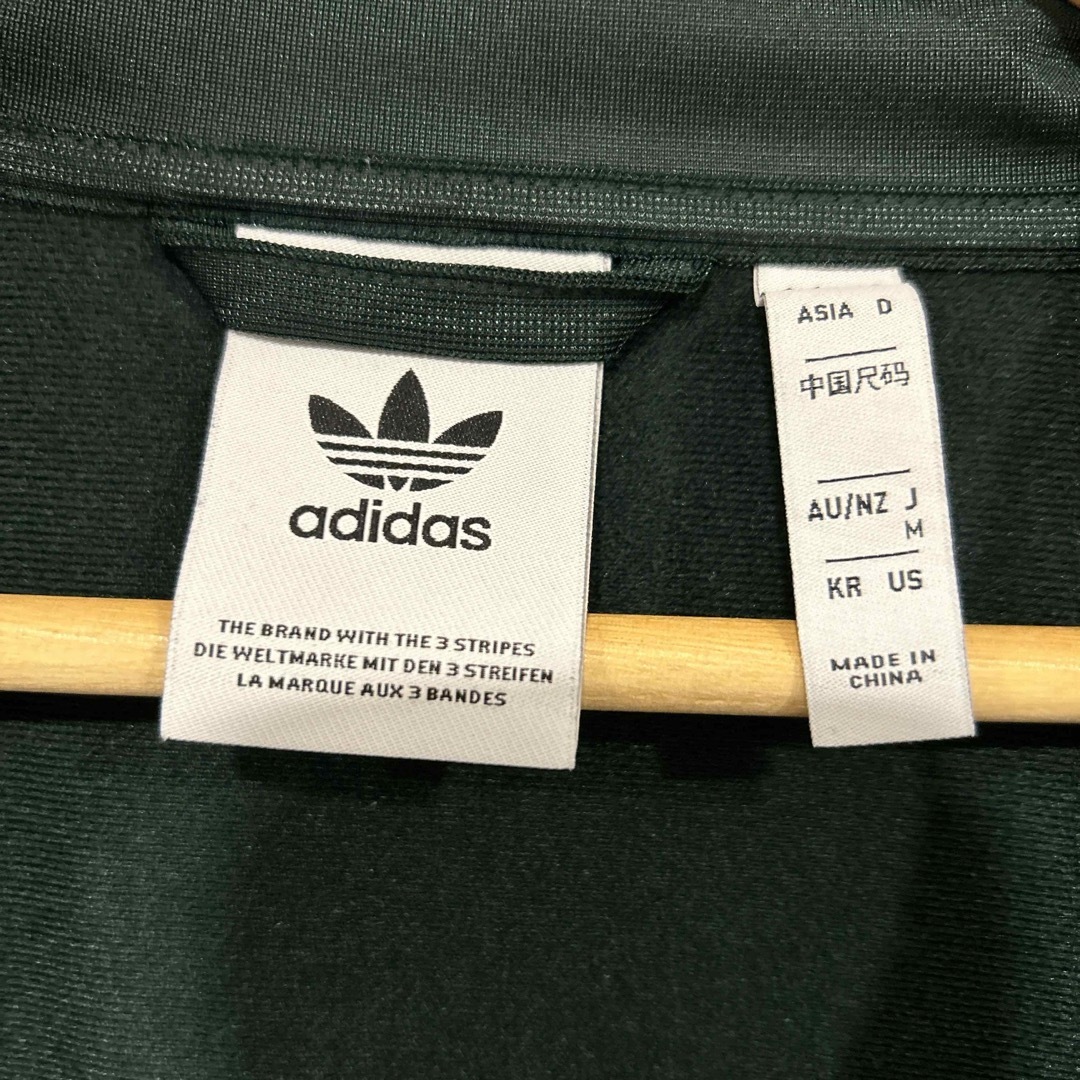 adidas
THE BRAND WITH THE 3 STRIPES
DIE WELTMARKE MIT DEN 3 STREIFEN
LA MARQUE AUX 3 BANDES
ASIA D
中国尺码
AU/NZ J
M
KR US
MADE IN
CHINA